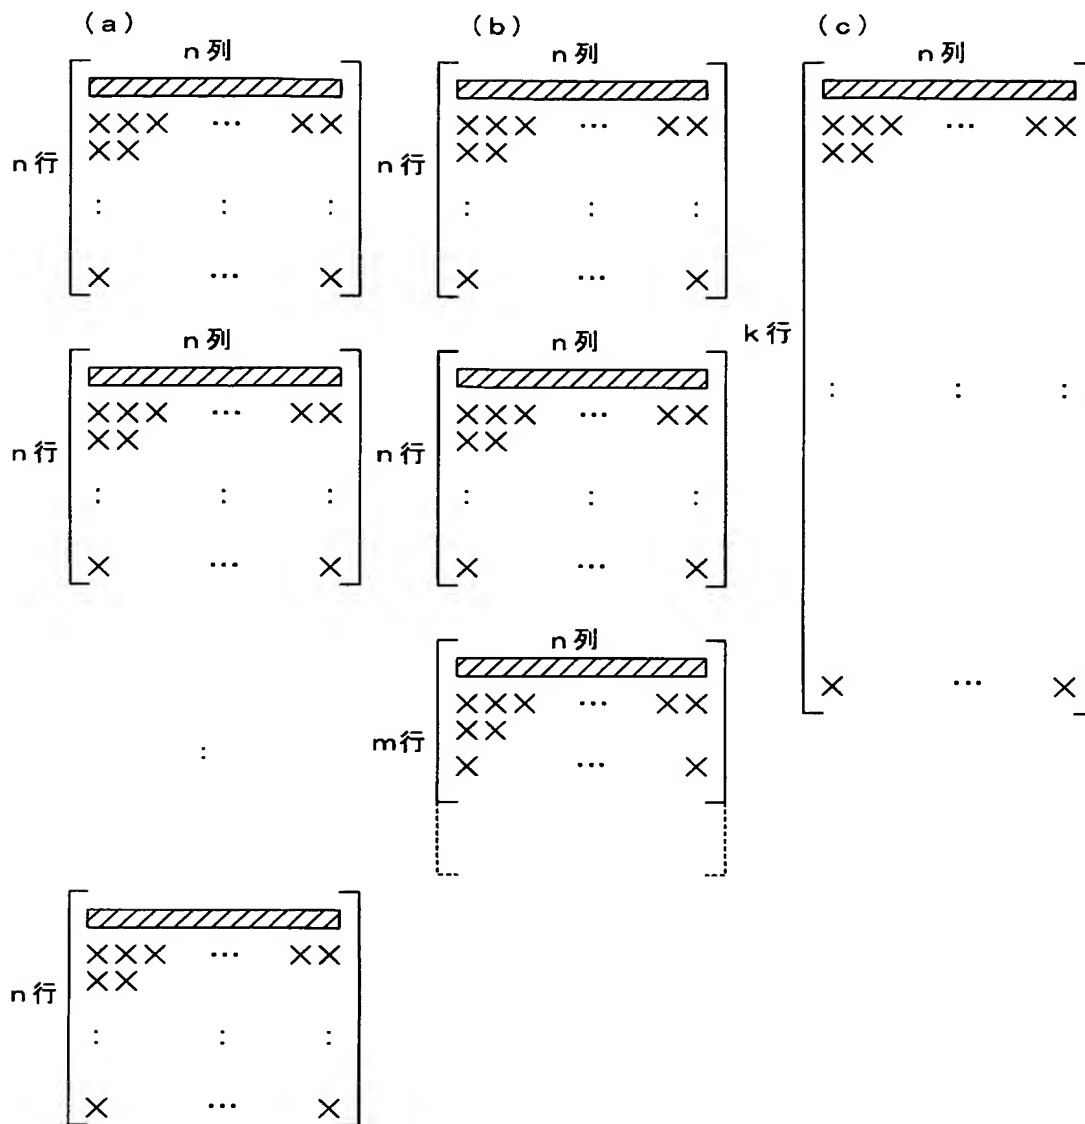 (a)
n列
××× ⋯ ××
××
n行
: : :
× ⋯ ×
n列
××× ⋯ ××
××
n行
: : :
× ⋯ ×
:
××× ⋯ ××
××
n行
: : :
× ⋯ ×
(b)
n列
××× ⋯ ××
××
n行
: : :
× ⋯ ×
n列
××× ⋯ ××
××
n行
: : :
× ⋯ ×
n列
××× ⋯ ××
××
m行
× ⋯ ×
(c)
n列
××× ⋯ ××
××
k行
: : :
× ⋯ ×